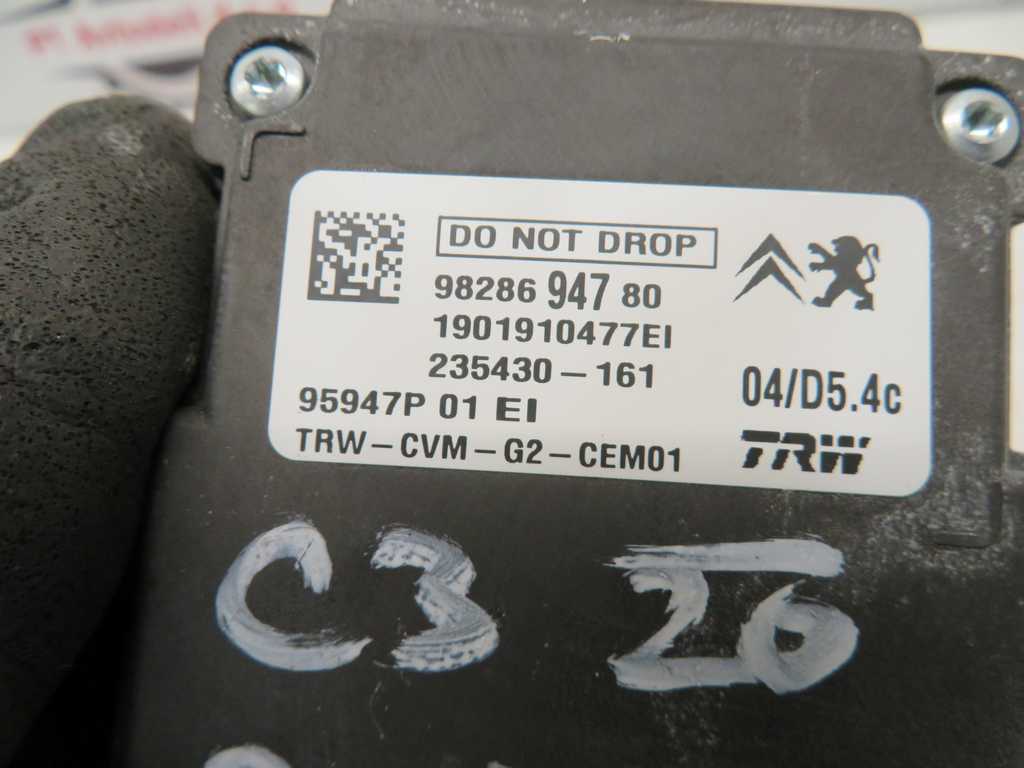 DO NOT DROP
98286 947 80
1901910477EI
235430-161
04/D5.4c
95947P 01 EI
TRW-CVM-G2-CEM01
TRW
C3 20